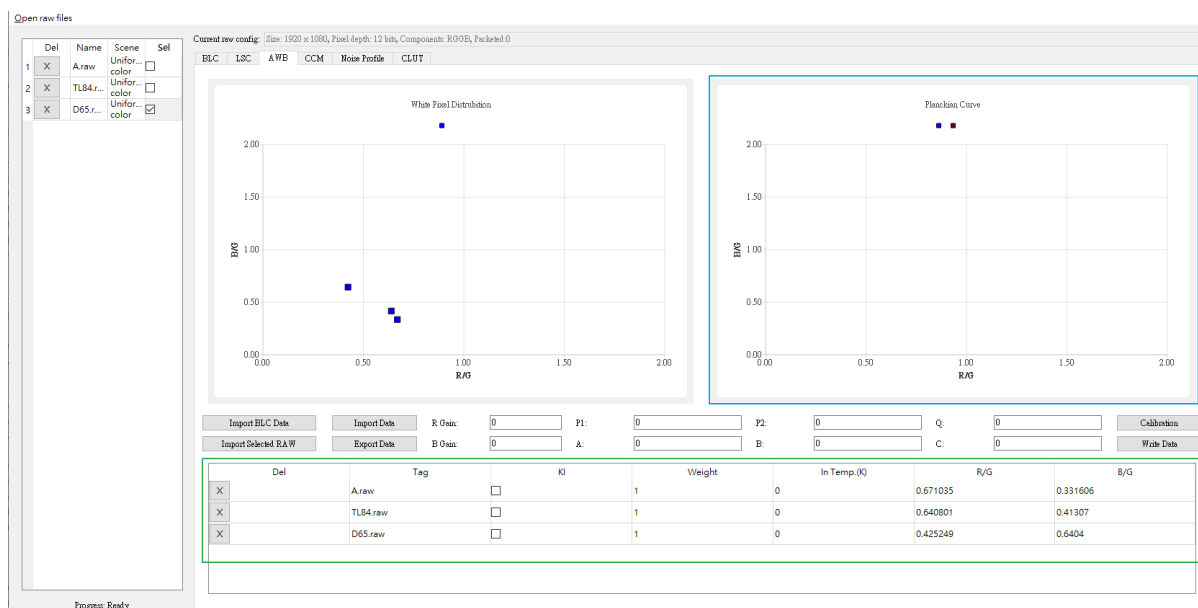 Open raw files
Del Name Scene Sel
1 X A.raw Unifor... color
2 X TL84.r... Unifor... color
3 X D65.r... Unifor... color
Progress: Ready
Current raw config: Size: 1920 x 1080, Pixel depth: 12 bits, Components: RGGB, Packeted:0
BLC LSC AWB CCM Noise Profile CLUT
White Pixel Distrubition
2.00
1.50
1.00
0.50
0.00
B/G
0.00 0.50 1.00 1.50 2.00
R/G
Planckian Curve
2.00
1.50
1.00
0.50
0.00
B/G
0.00 0.50 1.00 1.50 2.00
R/G
Import BLC Data Import Data R Gain: 0 P1: 0 P2: 0 Q: 0 Calibration
Import Selected RAW Export Data B Gain: 0 A: 0 B: 0 C: 0 Write Data
Del Tag KI Weight In Temp.(K) R/G B/G
X A.raw 1 0 0.671035 0.331606
X TL84.raw 1 0 0.640801 0.41307
X D65.raw 1 0 0.425249 0.6404